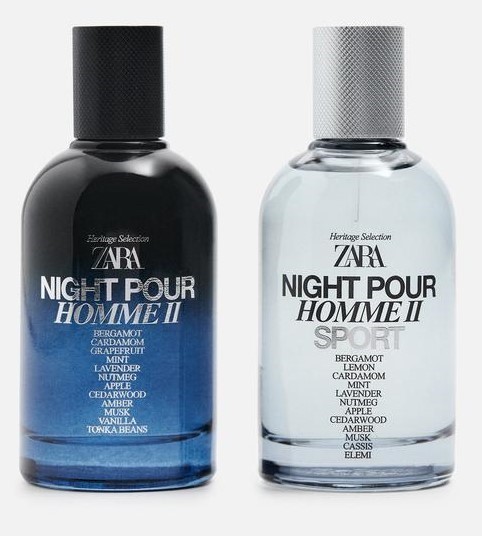 Heritage Selection
ZARA
NIGHT POUR
HOMME II
BERGAMOT
CARDAMOM
GRAPEFRUIT
MINT
LAVENDER
NUTMEG
APPLE
CEDARWOOD
AMBER
MUSK
VANILLA
TONKA BEANS
Heritage Selection
ZARA
NIGHT POUR
HOMME II
SPORT
BERGAMOT
LEMON
CARDAMOM
MINT
LAVENDER
NUTMEG
APPLE
CEDARWOOD
AMBER
MUSK
CASSIS
ELEMI